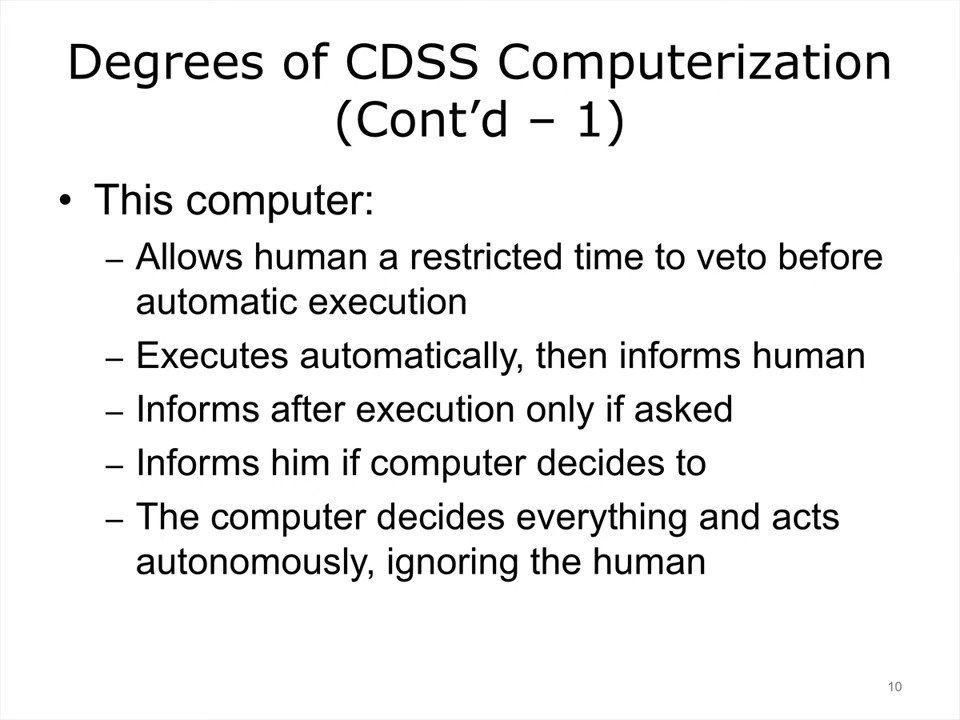 Degrees of CDSS Computerization
(Cont’d – 1)
• This computer:
– Allows human a restricted time to veto before
automatic execution
– Executes automatically, then informs human
– Informs after execution only if asked
– Informs him if computer decides to
– The computer decides everything and acts
autonomously, ignoring the human
10